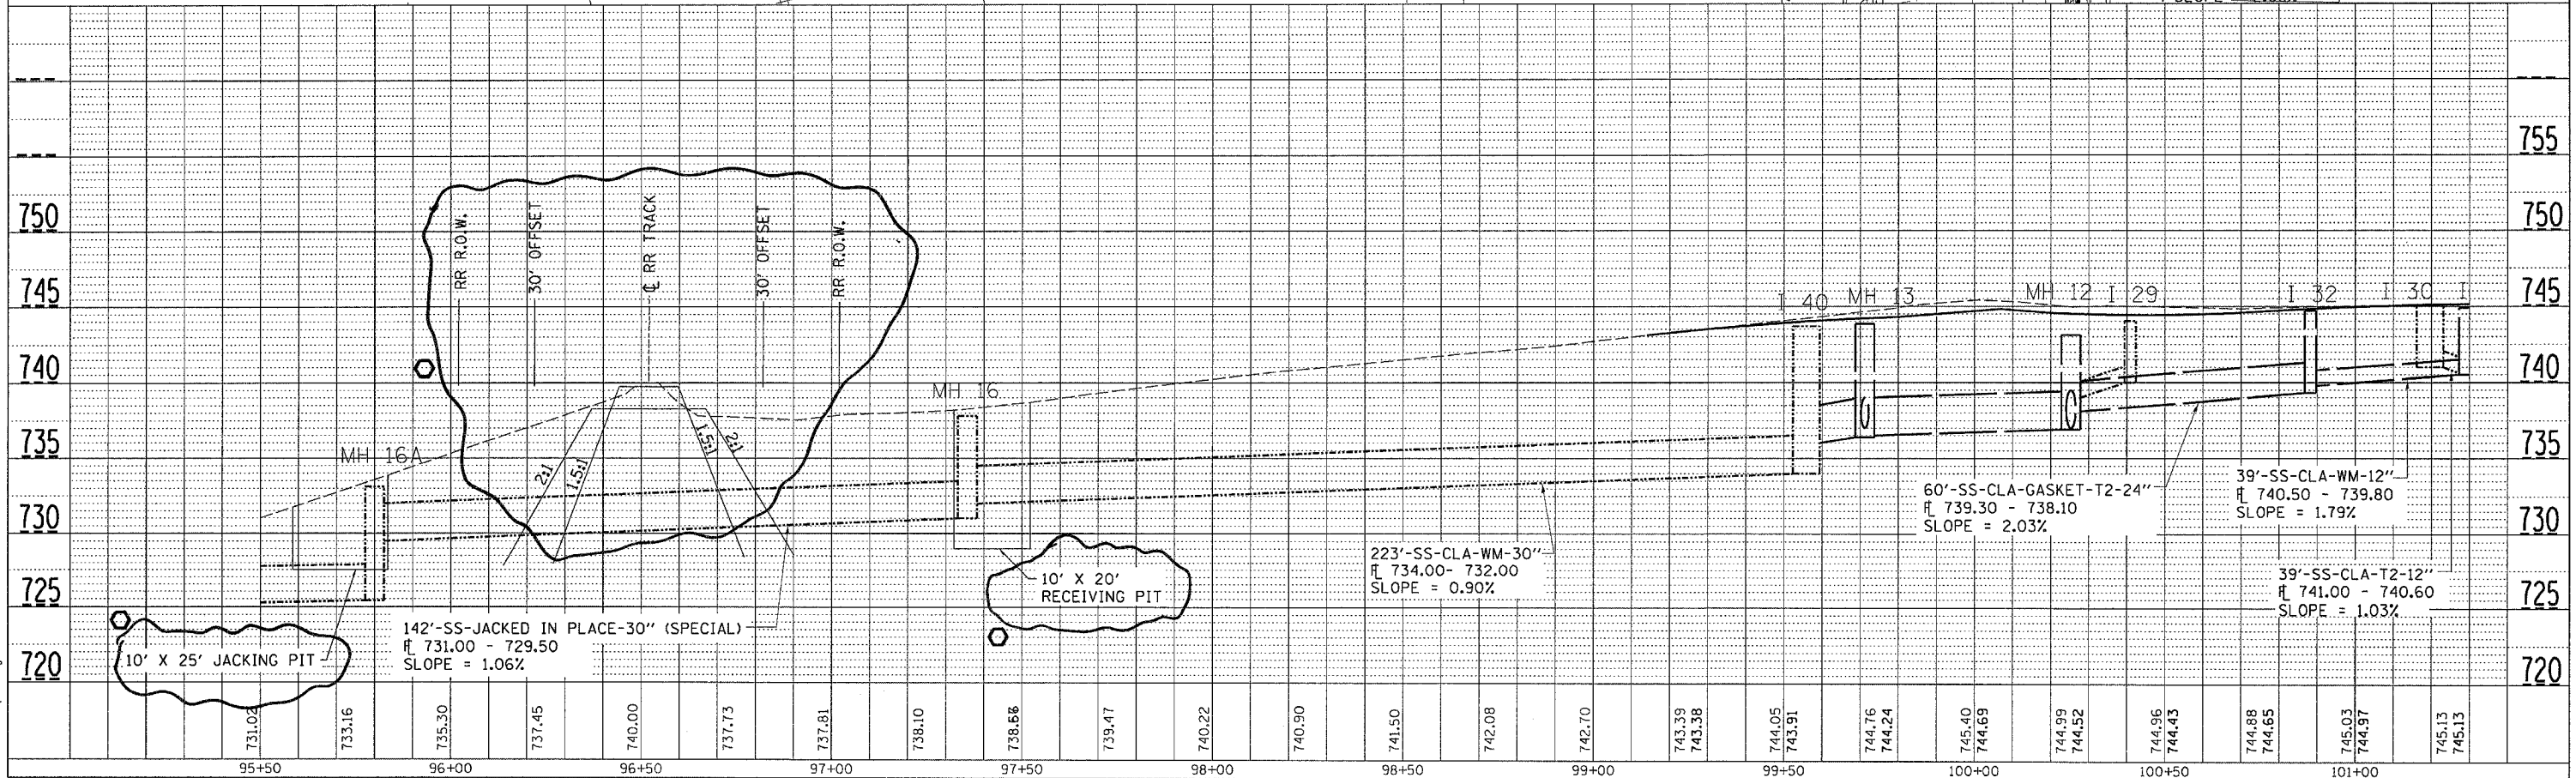 755
755
750
750
745
745
740
740
735
735
730
730
725
725
720
720
RR R.O.W.
30' OFFSET
℄ RR TRACK
30' OFFSET
RR R.O.W.
MH 16A
2:1
1.5:1
1.5:1
2:1
MH 16
I 40
MH 13
MH 12
I 29
I 32
I 30
I
10' X 25' JACKING PIT
142'-SS-JACKED IN PLACE-30" (SPECIAL)
FL 731.00 - 729.50
SLOPE = 1.06%
10' X 20'
RECEIVING PIT
223'-SS-CLA-WM-30"
FL 734.00- 732.00
SLOPE = 0.90%
60'-SS-CLA-GASKET-T2-24"
FL 739.30 - 738.10
SLOPE = 2.03%
39'-SS-CLA-WM-12"
FL 740.50 - 739.80
SLOPE = 1.79%
39'-SS-CLA-T2-12"
FL 741.00 - 740.60
SLOPE = 1.03%
731.02
733.16
735.30
737.45
740.00
737.73
737.81
738.10
739.47
740.22
740.90
741.50
742.08
742.70
743.39
743.38
744.05
743.91
744.76
744.24
745.40
744.69
744.99
744.52
744.96
744.43
744.88
744.65
745.03
744.97
745.13
745.13
95+50
96+00
96+50
97+00
97+50
98+00
98+50
99+00
99+50
100+00
100+50
101+00